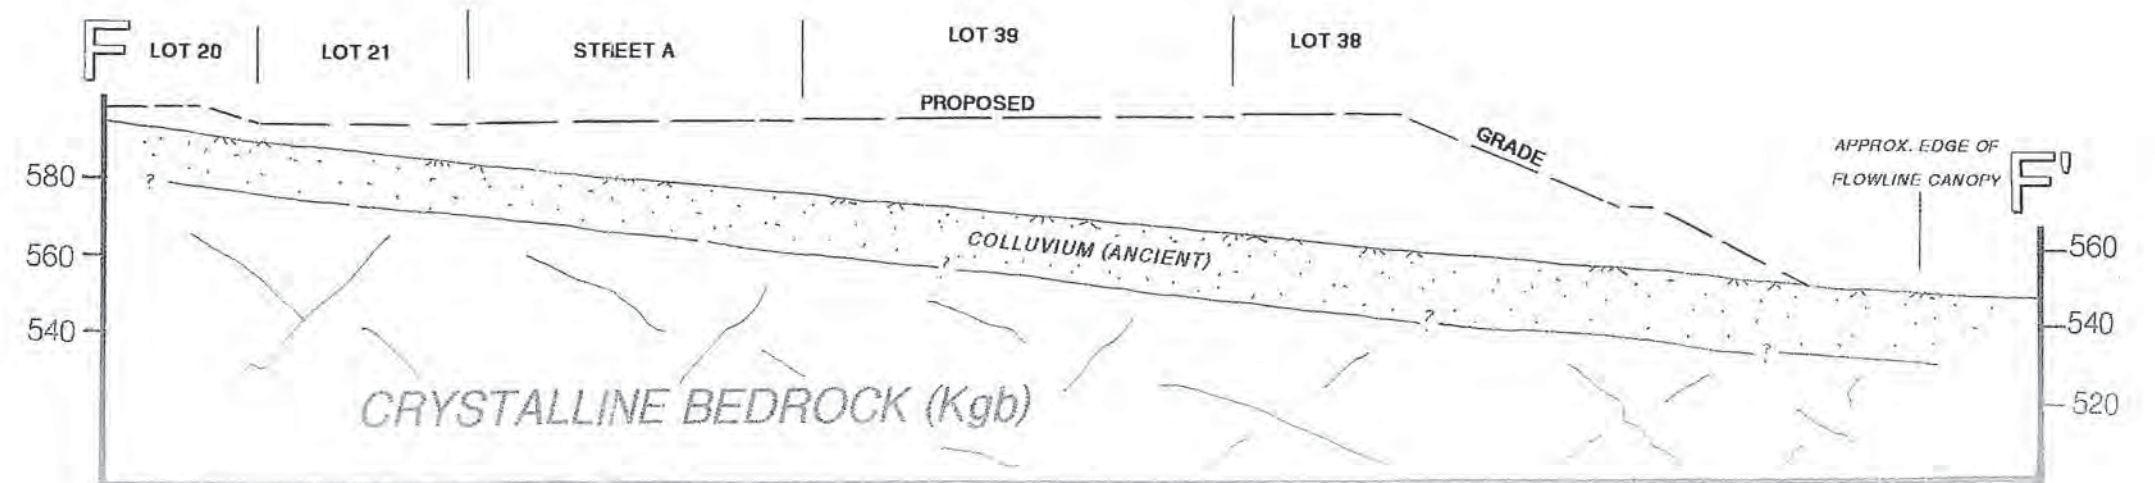 F
LOT 20
LOT 21
STREET A
LOT 39
LOT 38
PROPOSED
GRADE
APPROX. EDGE OF
FLOWLINE CANOPY
F'
580
560
540
560
540
520
?
COLLUVIUM (ANCIENT)
?
?
?
CRYSTALLINE BEDROCK (Kgb)